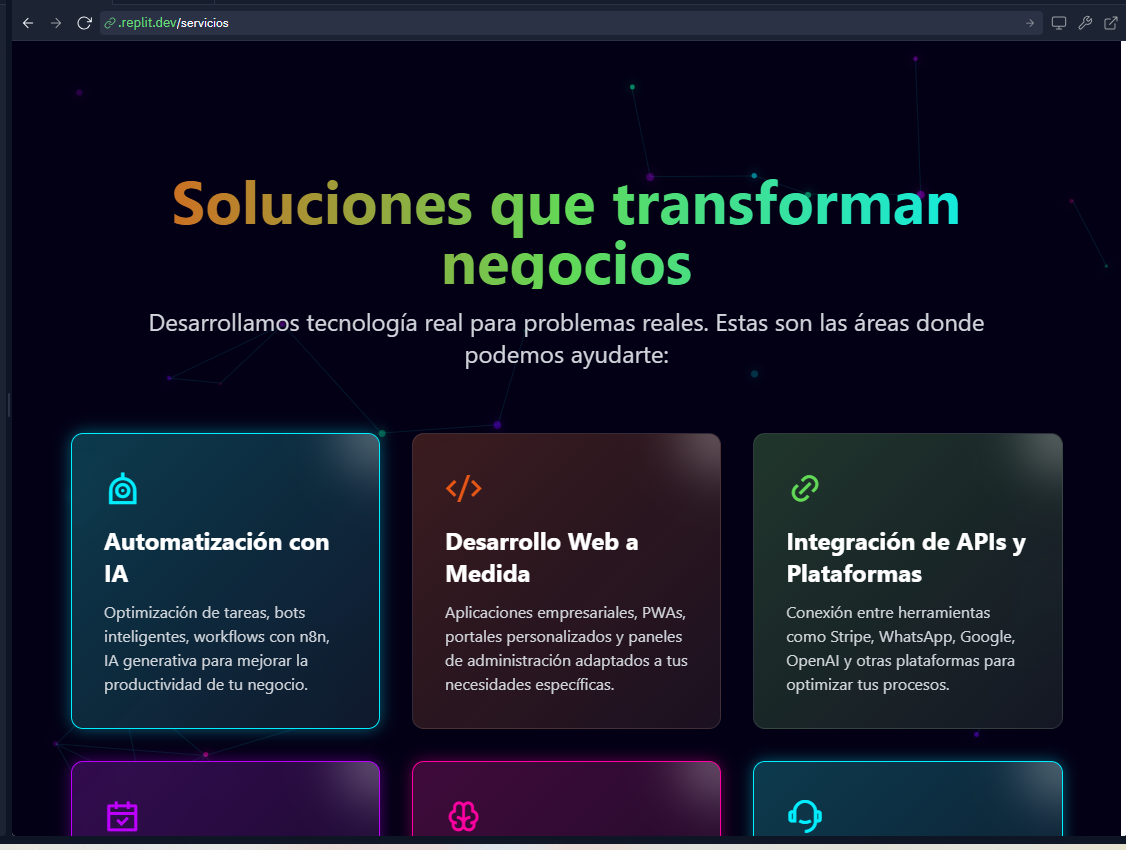 .replit.dev/servicios
Soluciones que transforman
negocios
Desarrollamos tecnología real para problemas reales. Estas son las áreas donde
podemos ayudarte:
Automatización con
IA
Optimización de tareas, bots
inteligentes, workflows con n8n,
IA generativa para mejorar la
productividad de tu negocio.
Desarrollo Web a
Medida
Aplicaciones empresariales, PWAs,
portales personalizados y paneles
de administración adaptados a tus
necesidades específicas.
Integración de APIs y
Plataformas
Conexión entre herramientas
como Stripe, WhatsApp, Google,
OpenAI y otras plataformas para
optimizar tus procesos.